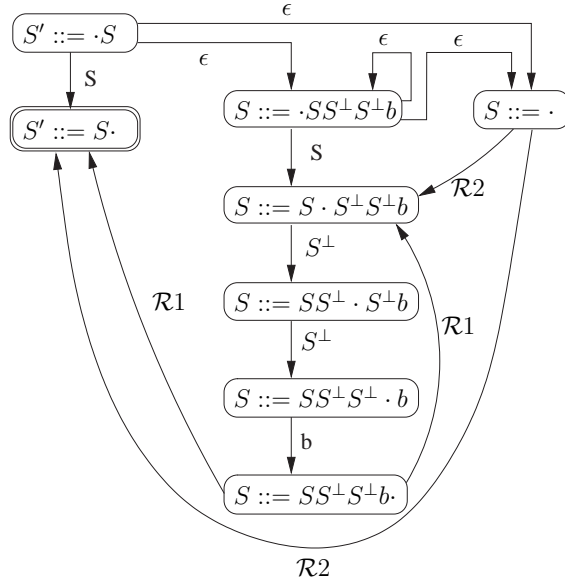 S′ ::= ·S
ϵ
ϵ
ϵ
ϵ
S
S ::= ·SS⊥S⊥b
S ::= ·
S′ ::= S·
S
R2
S ::= S · S⊥S⊥b
S⊥
S ::= SS⊥ · S⊥b
R1
R1
S⊥
S ::= SS⊥S⊥ · b
b
S ::= SS⊥S⊥b·
R2